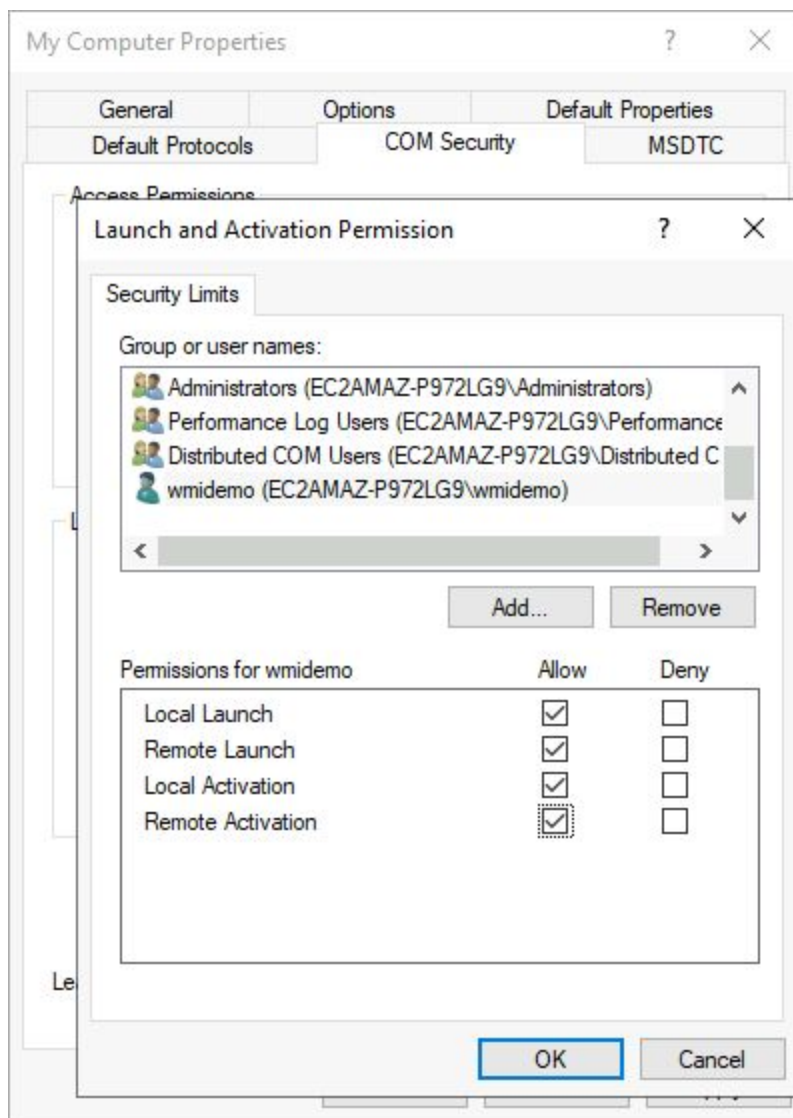 My Computer Properties
General Options Default Properties
Default Protocols COM Security MSDTC
Access Permissions
Launch and Activation Permission
Security Limits
Group or user names:
Administrators (EC2AMAZ-P972LG9\Administrators)
Performance Log Users (EC2AMAZ-P972LG9\Performance
Distributed COM Users (EC2AMAZ-P972LG9\Distributed C
wmidemo (EC2AMAZ-P972LG9\wmidemo)
L
Add... Remove
Permissions for wmidemo Allow Deny
Local Launch
Remote Launch
Local Activation
Remote Activation
Le
OK Cancel